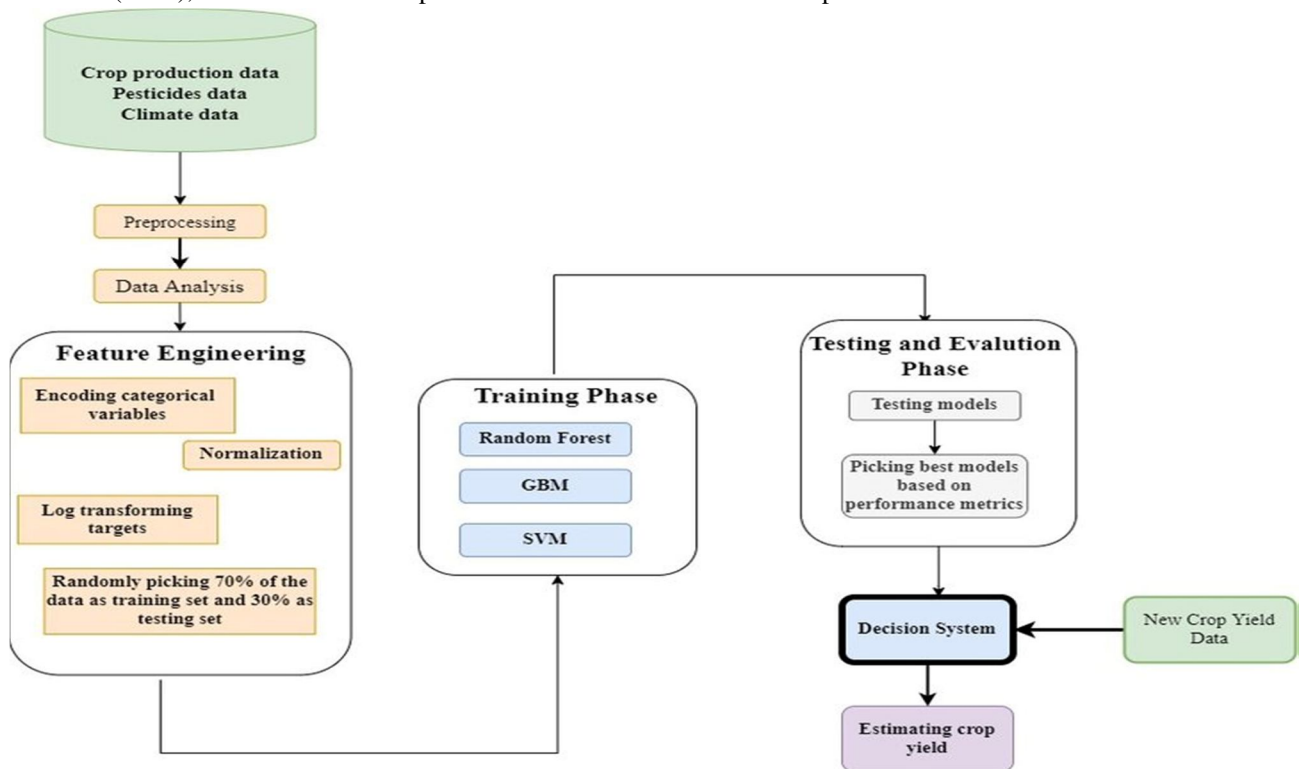 Crop production data
Pesticides data
Climate data
Preprocessing
Data Analysis
Feature Engineering
Encoding categorical
variables
Normalization
Log transforming
targets
Randomly picking 70% of the
data as training set and 30% as
testing set
Training Phase
Random Forest
GBM
SVM
Testing and Evalution
Phase
Testing models
Picking best models
based on
performance metrics
Decision System
New Crop Yield
Data
Estimating crop
yield